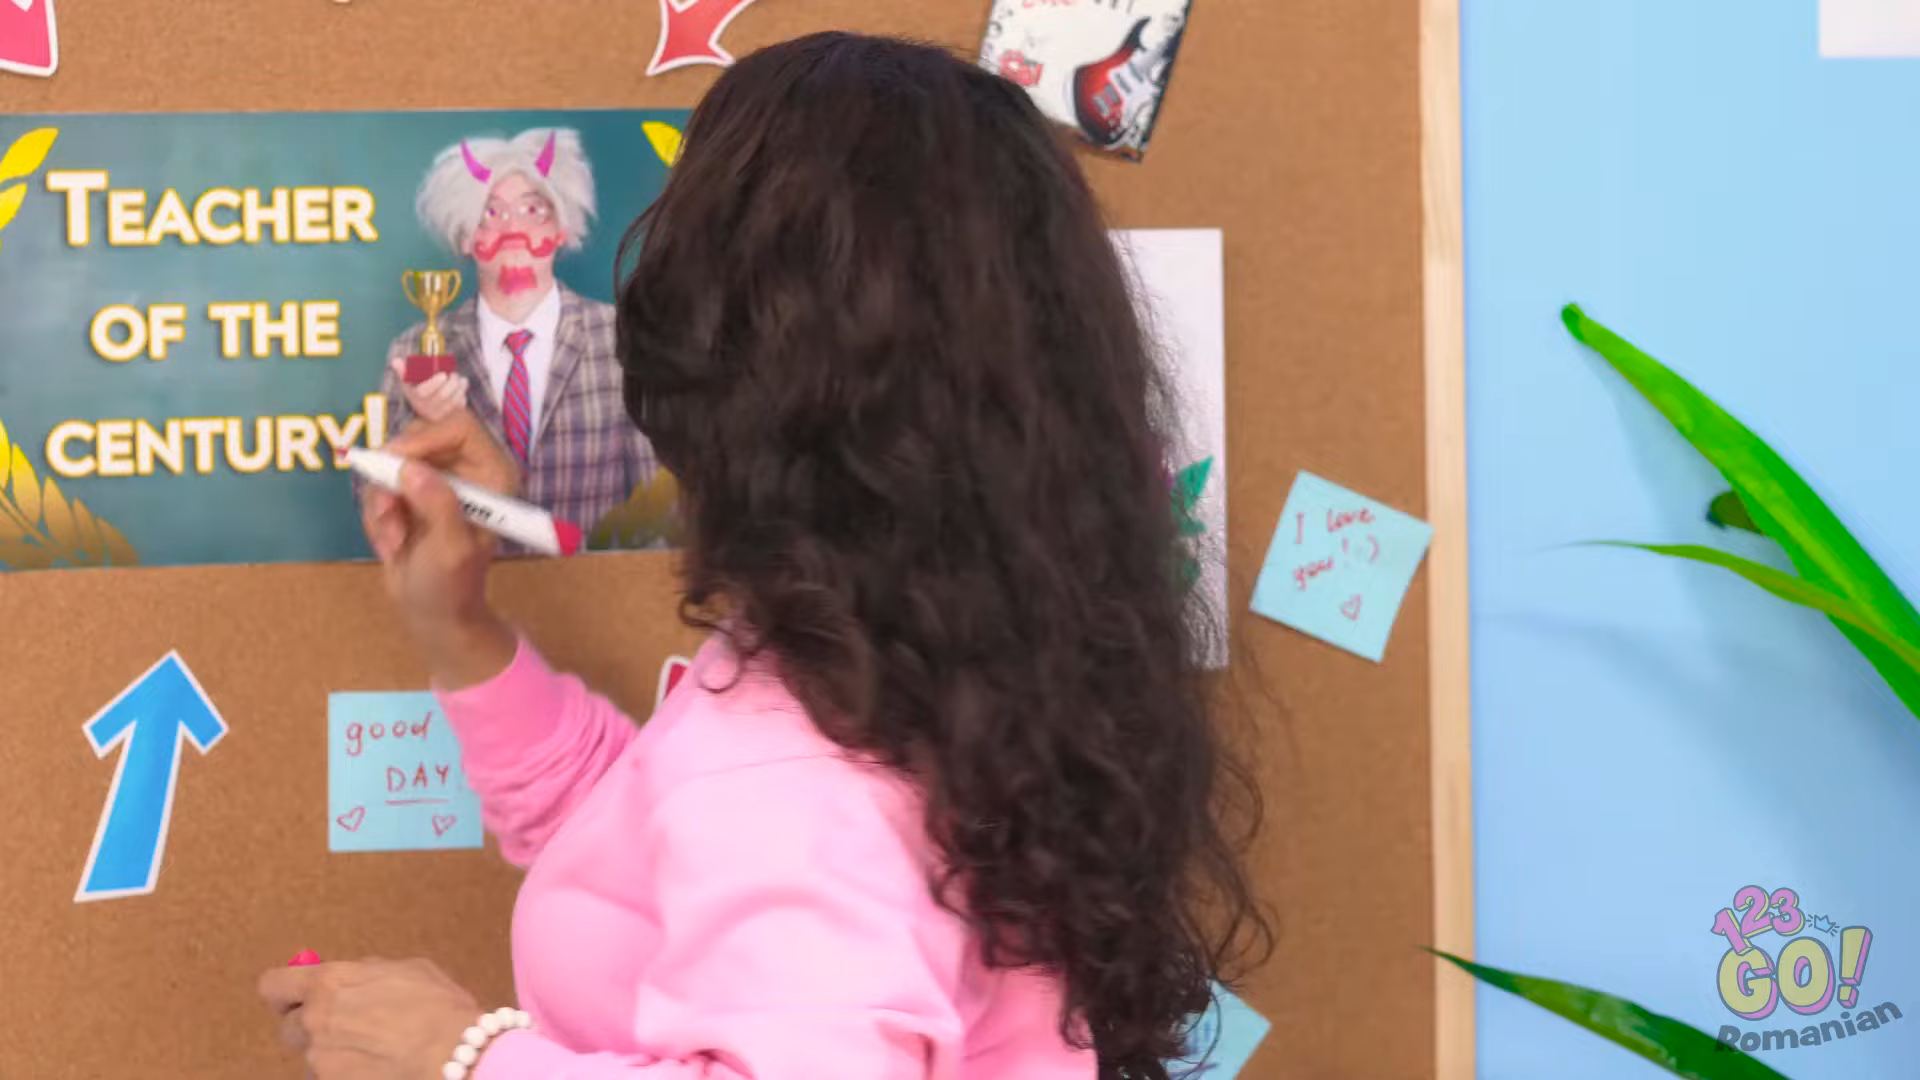 TEACHER
OF THE
CENTURY!
good
DAY
I love
you! :)
123
GO!
Romanian